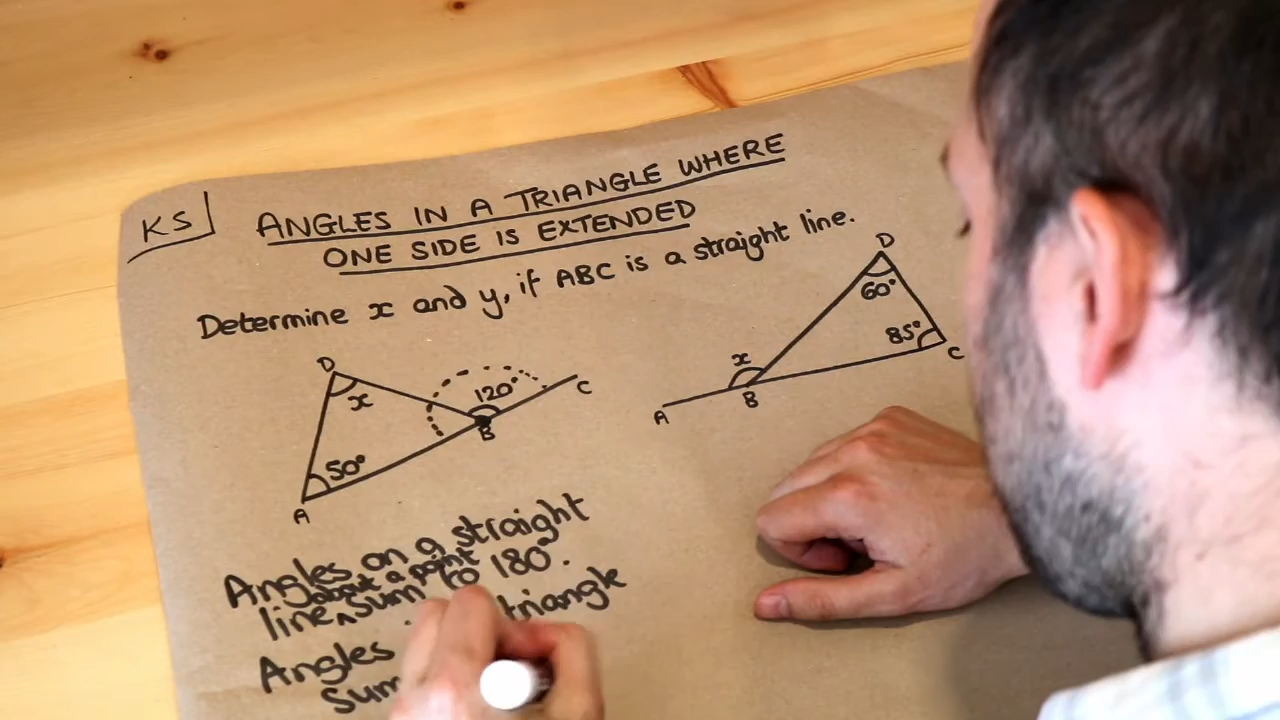 KS
ANGLES IN A TRIANGLE WHERE
ONE SIDE IS EXTENDED
Determine x and y, if ABC is a straight line.
D
x
120°
C
B
50°
A
D
60°
85°
C
x
B
A
Angles on a straight
about a point
line sum to 180°.
Angles triangle
sum